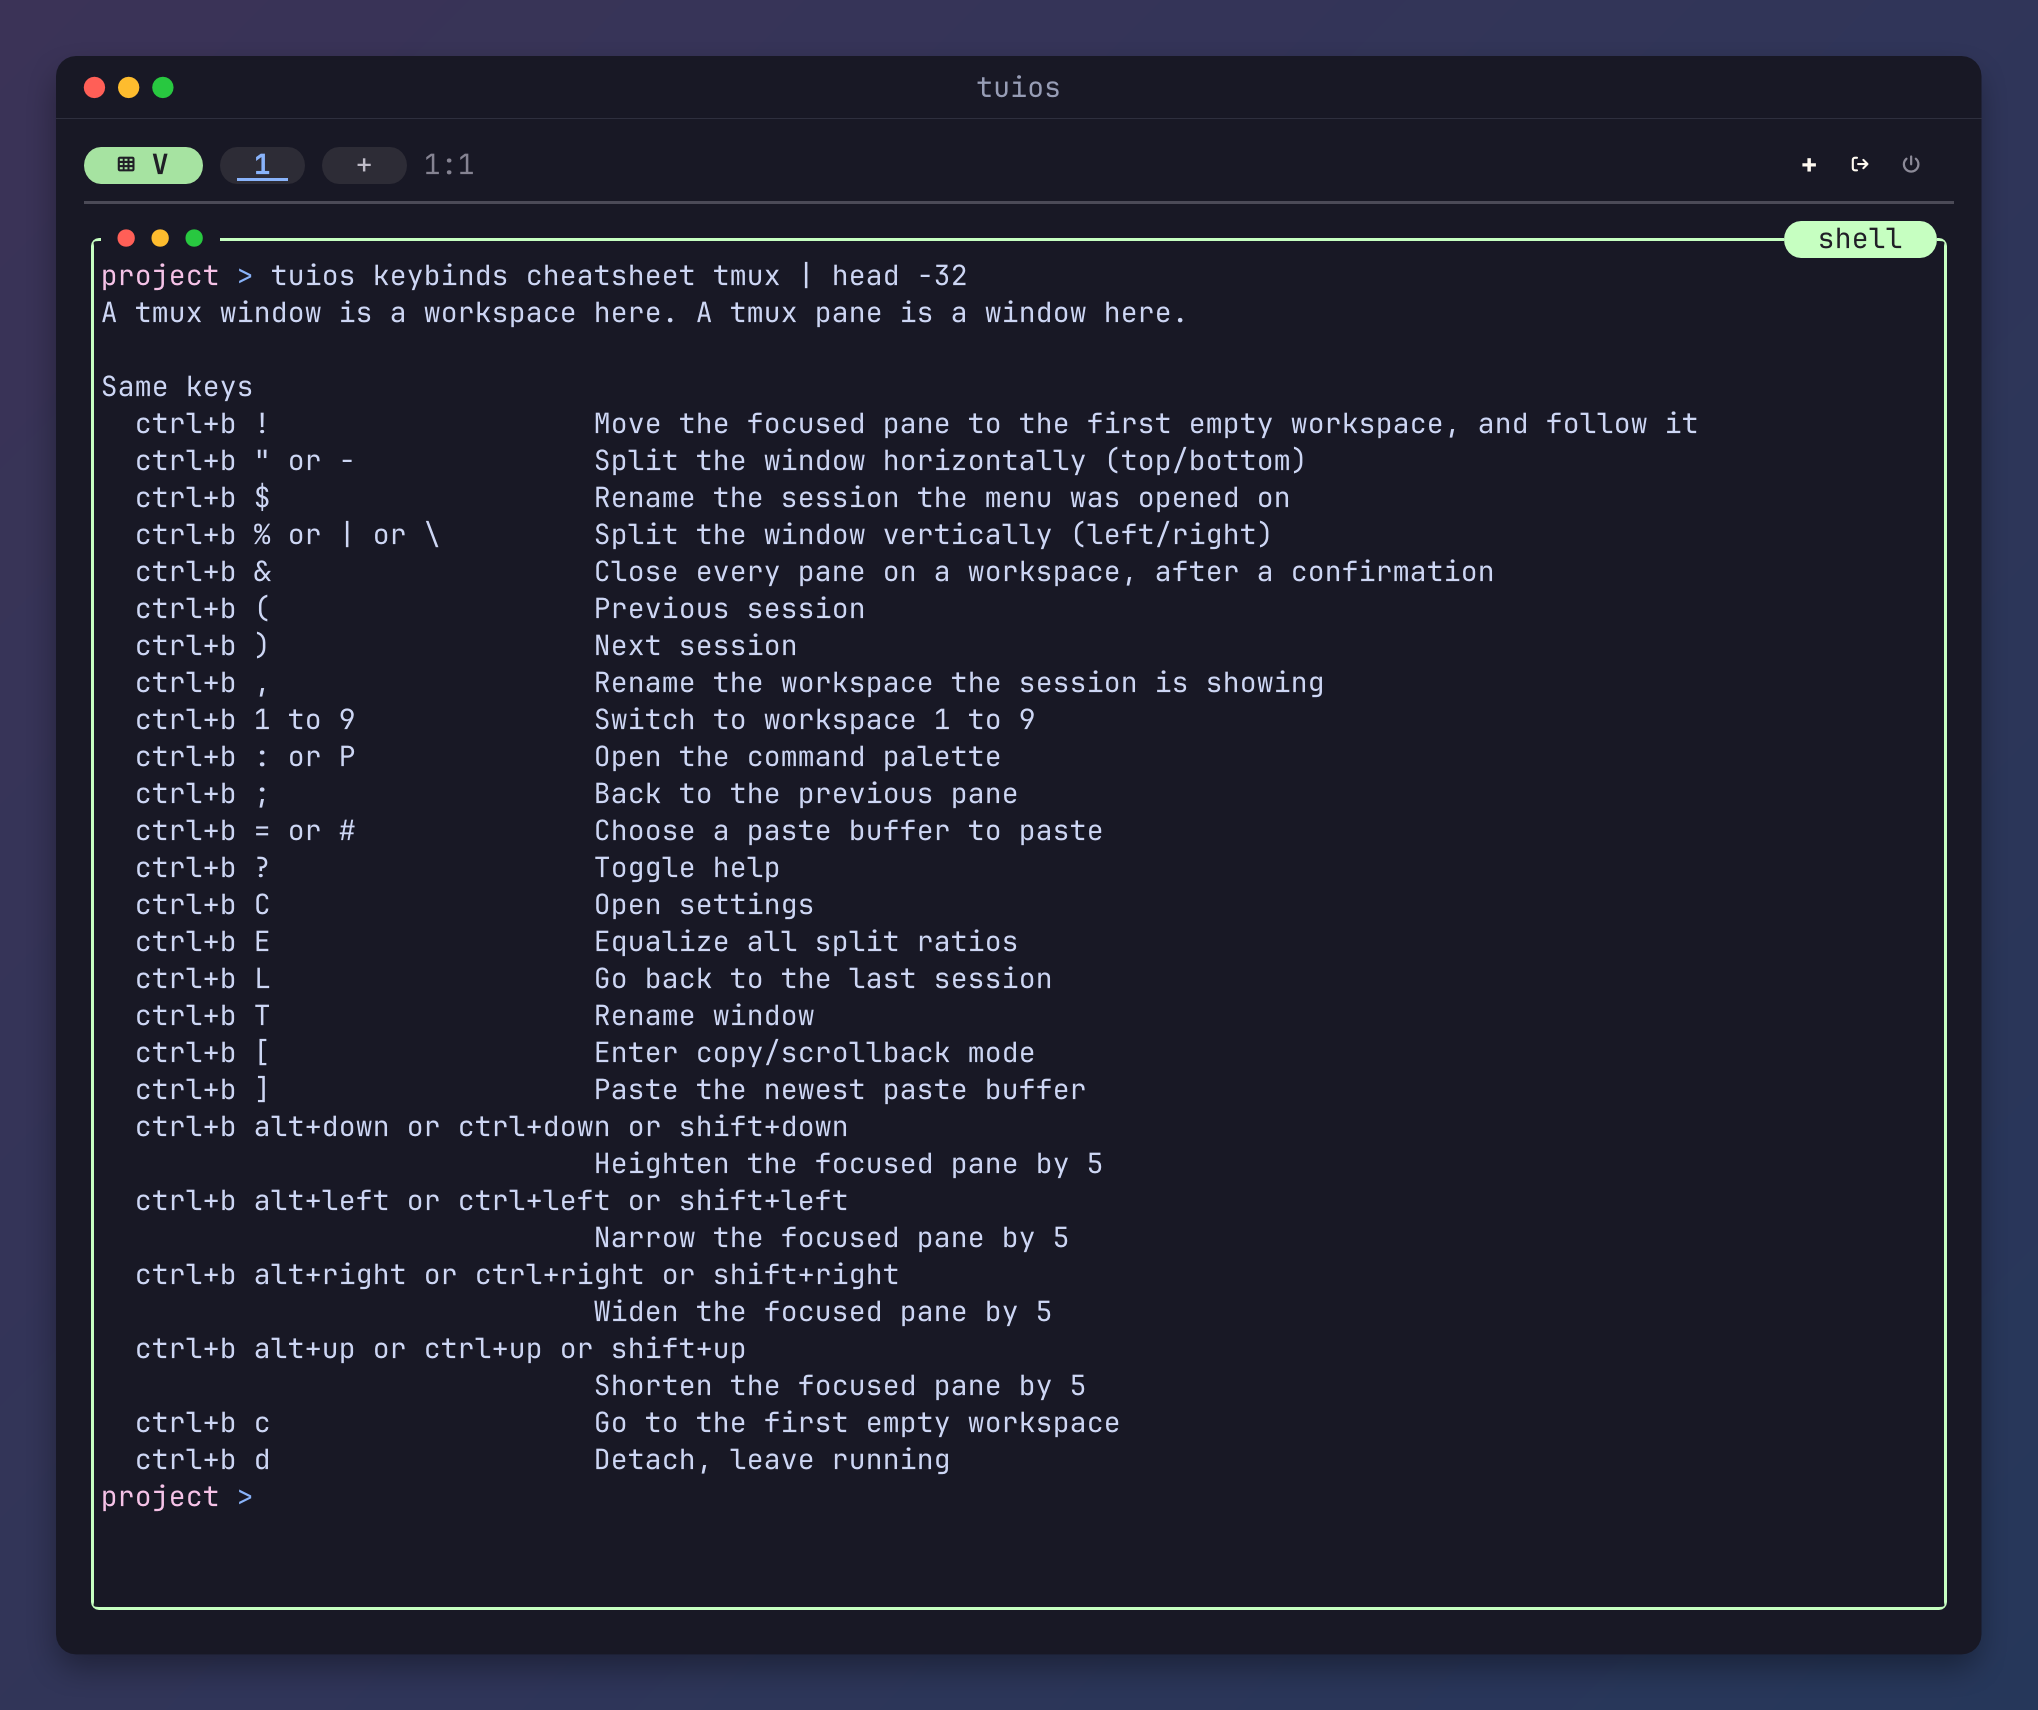 tuios
V 1 + 1:1 +
shell
project > tuios keybinds cheatsheet tmux | head -32
A tmux window is a workspace here. A tmux pane is a window here.

Same keys
  ctrl+b !                   Move the focused pane to the first empty workspace, and follow it
  ctrl+b " or -              Split the window horizontally (top/bottom)
  ctrl+b $                   Rename the session the menu was opened on
  ctrl+b % or | or \         Split the window vertically (left/right)
  ctrl+b &                   Close every pane on a workspace, after a confirmation
  ctrl+b (                   Previous session
  ctrl+b )                   Next session
  ctrl+b ,                   Rename the workspace the session is showing
  ctrl+b 1 to 9              Switch to workspace 1 to 9
  ctrl+b : or P              Open the command palette
  ctrl+b ;                   Back to the previous pane
  ctrl+b = or #              Choose a paste buffer to paste
  ctrl+b ?                   Toggle help
  ctrl+b C                   Open settings
  ctrl+b E                   Equalize all split ratios
  ctrl+b L                   Go back to the last session
  ctrl+b T                   Rename window
  ctrl+b [                   Enter copy/scrollback mode
  ctrl+b ]                   Paste the newest paste buffer
  ctrl+b alt+down or ctrl+down or shift+down
                             Heighten the focused pane by 5
  ctrl+b alt+left or ctrl+left or shift+left
                             Narrow the focused pane by 5
  ctrl+b alt+right or ctrl+right or shift+right
                             Widen the focused pane by 5
  ctrl+b alt+up or ctrl+up or shift+up
                             Shorten the focused pane by 5
  ctrl+b c                   Go to the first empty workspace
  ctrl+b d                   Detach, leave running
project >